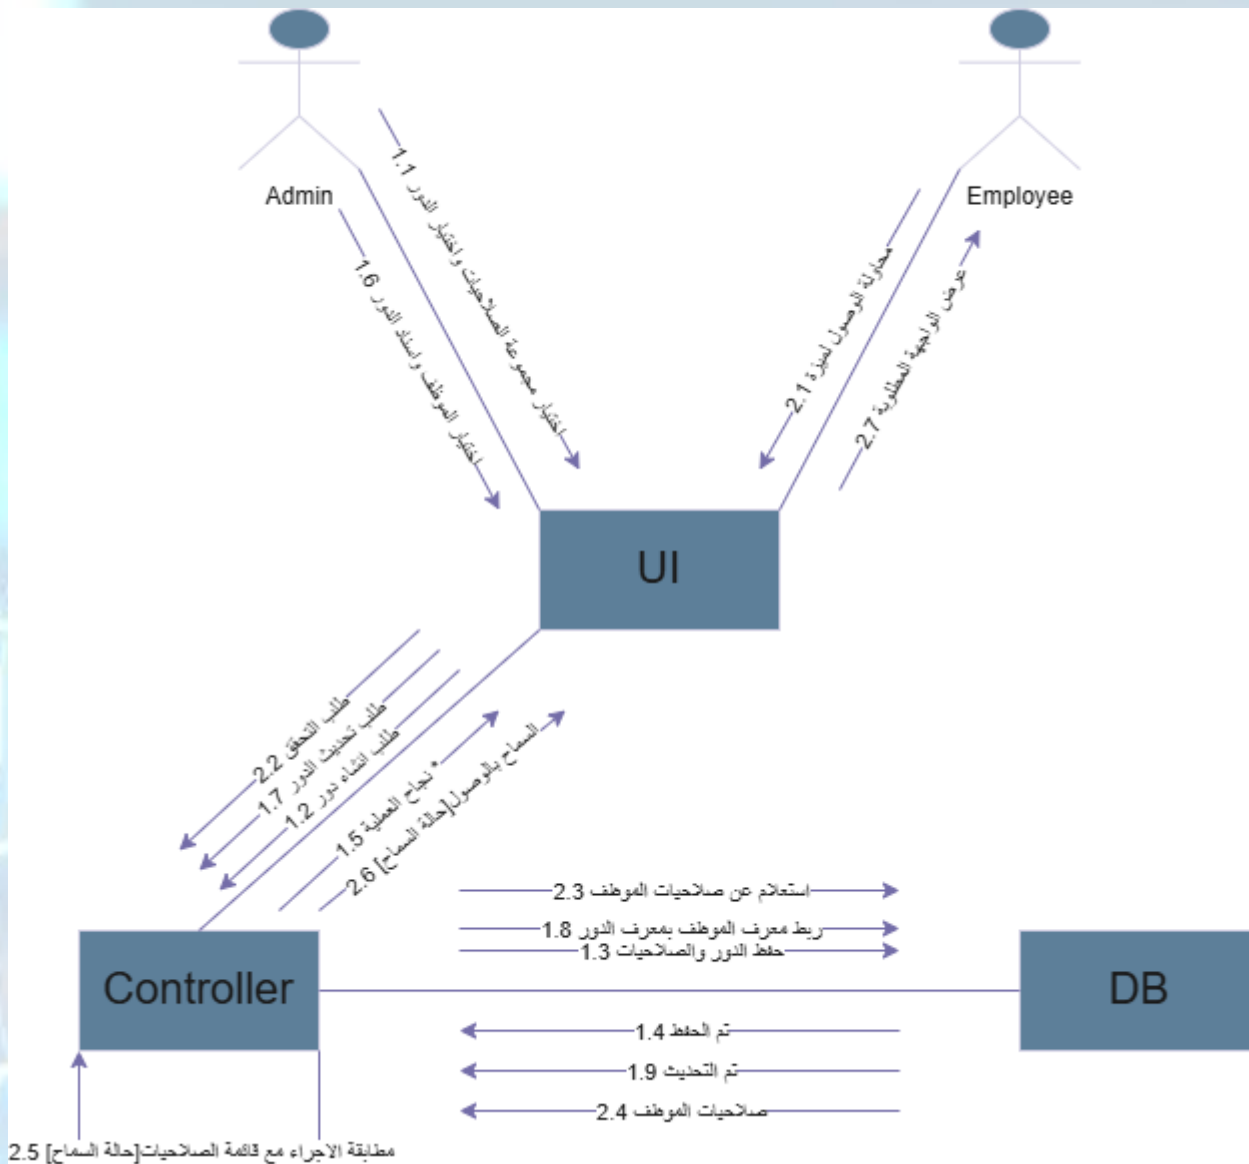 Admin
Employee
1.1 اختيار مجموعة الصلاحيات واختيار الدور
1.6 اختيار الموظف واسناد الدور
2.1 محاولة الوصول لميزة
2.7 عرض الواجهة المطلوبة
UI
2.2 طلب التحقق
1.7 طلب تحديث الدور
1.2 طلب انشاء دور
1.5 نجاح العملية *
2.6 [حالة السماح]السماح بالوصول
2.3 استعلام عن صلاحيات الموظف
1.8 ربط معرف الموظف بمعرف الدور
1.3 حفظ الدور والصلاحيات
Controller
DB
1.4 تم الحفظ
1.9 تم التحديث
2.4 صلاحيات الموظف
2.5 [حالة السماح]مطابقة الاجراء مع قائمة الصلاحيات